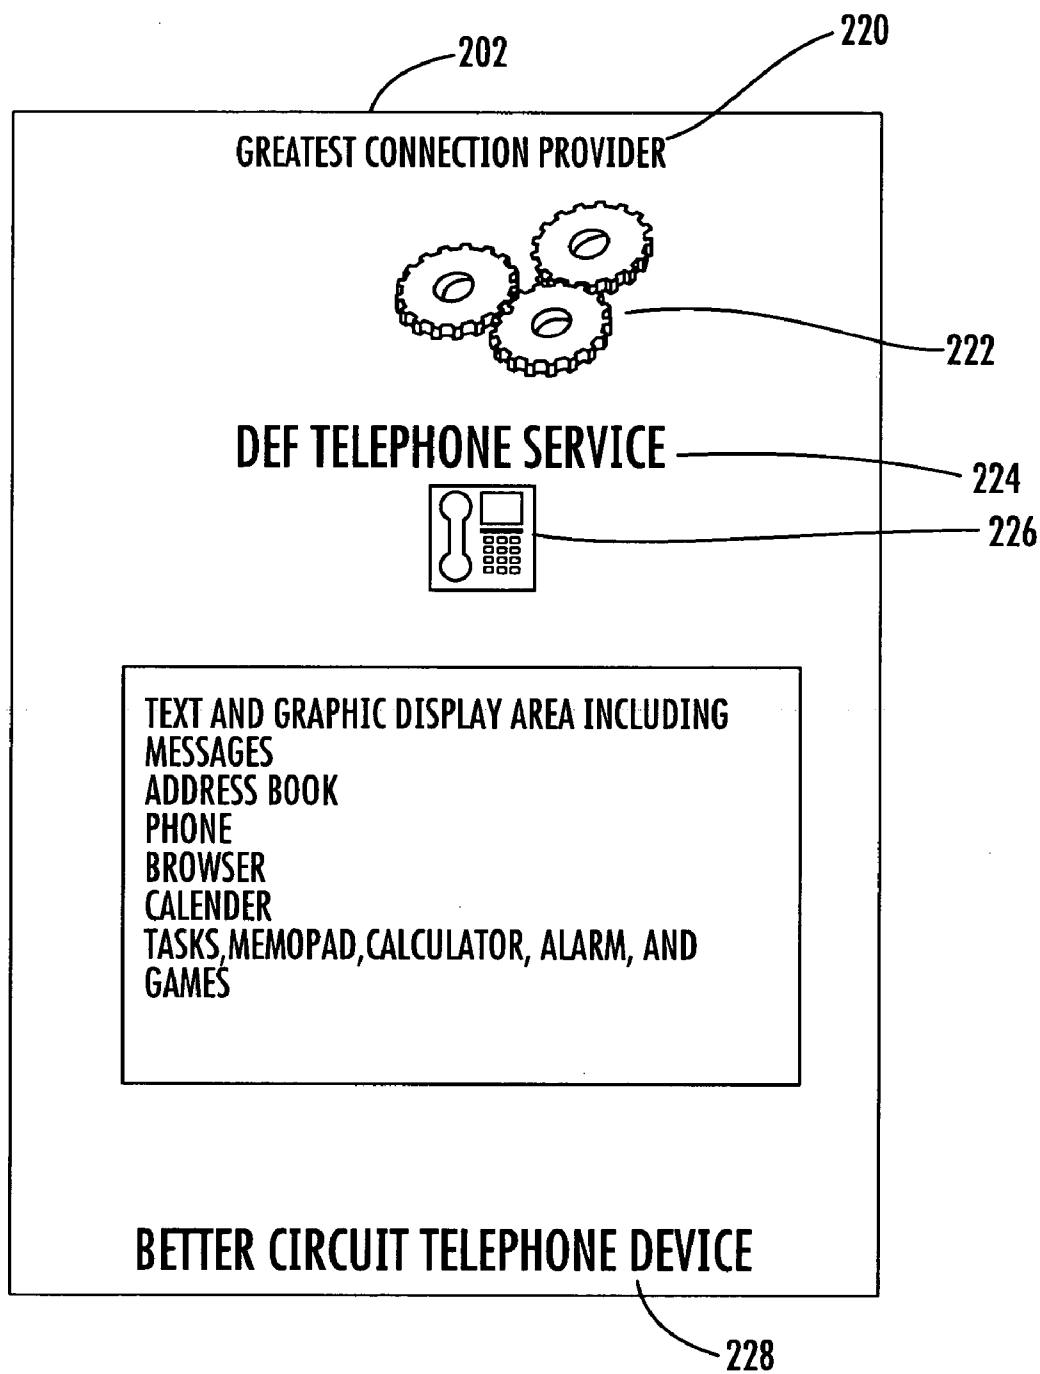 220
202
GREATEST CONNECTION PROVIDER
222
DEF TELEPHONE SERVICE
224
226
TEXT AND GRAPHIC DISPLAY AREA INCLUDING
MESSAGES
ADDRESS BOOK
PHONE
BROWSER
CALENDER
TASKS,MEMOPAD,CALCULATOR, ALARM, AND
GAMES
BETTER CIRCUIT TELEPHONE DEVICE
228